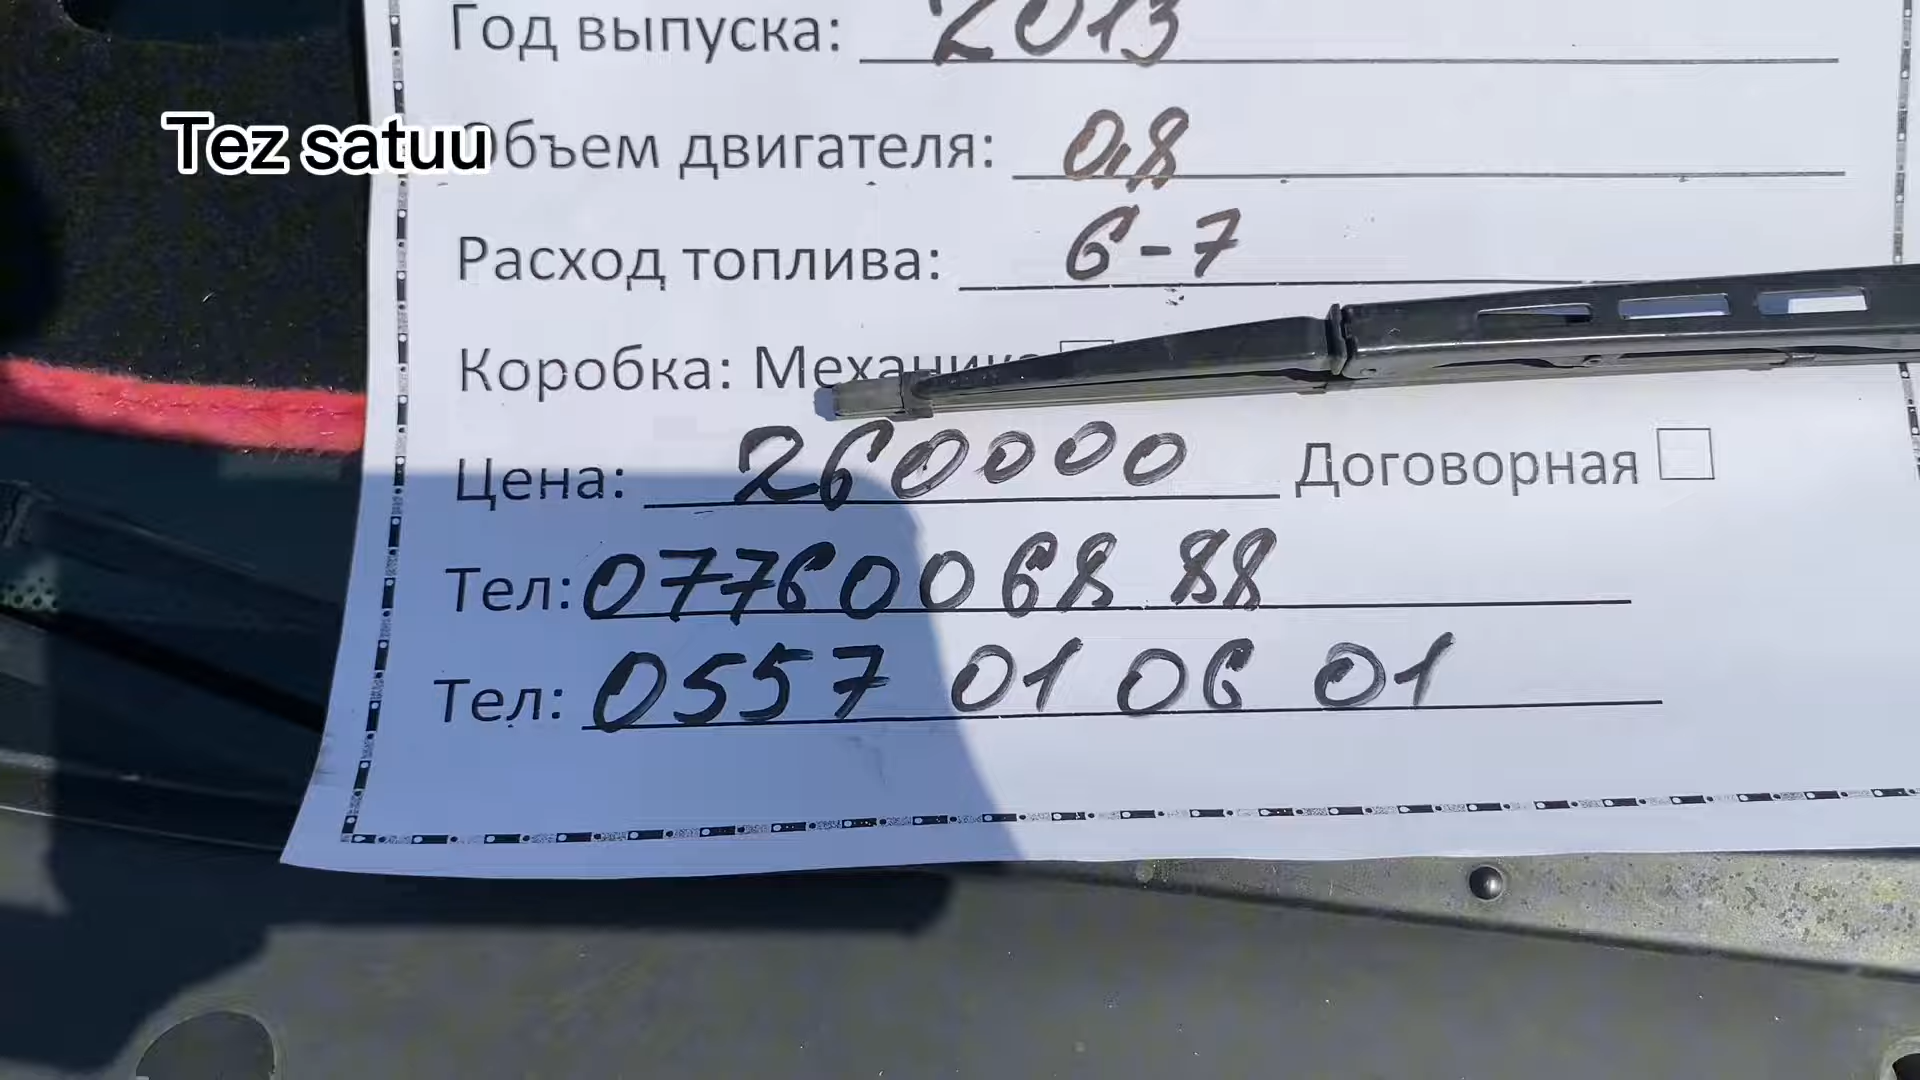 Год выпуска: 2013
Tez satuu
Объем двигателя: 0,8
Расход топлива: 6-7
Коробка: Механика
Цена: 260000 Договорная
Тел: 0776006888
Тел: 0557 01 06 01